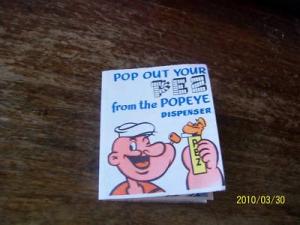 POP OUT YOUR
PEZ
from the POPEYE
DISPENSER
PEZ
2010/03/30